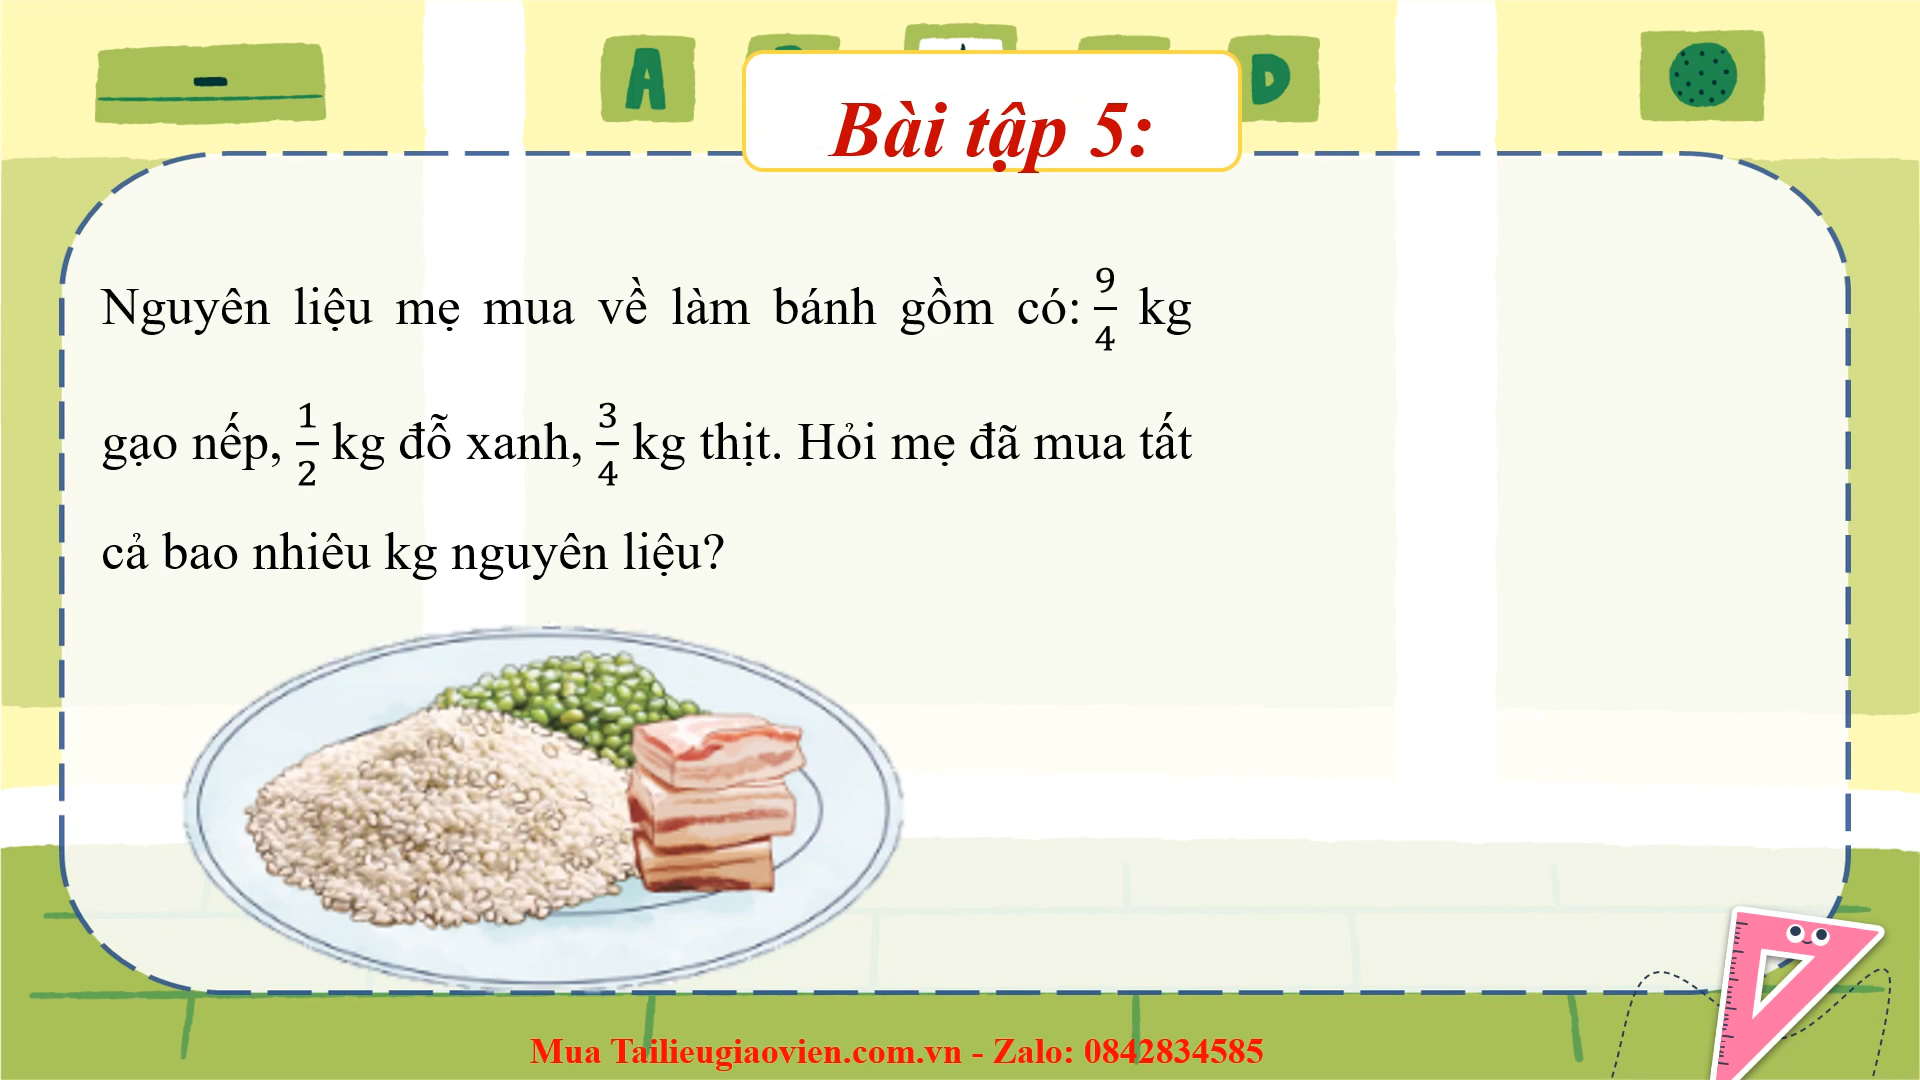 A D
Bài tập 5:
Nguyên liệu mẹ mua về làm bánh gồm có: 9/4 kg
gạo nếp, 1/2 kg đỗ xanh, 3/4 kg thịt. Hỏi mẹ đã mua tất
cả bao nhiêu kg nguyên liệu?
Mua Tailieugiaovien.com.vn - Zalo: 0842834585